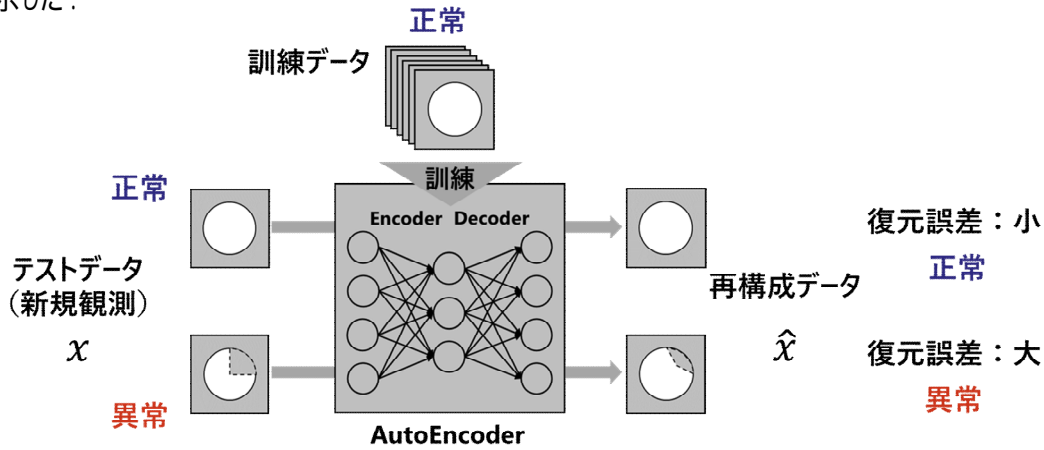 示した.
正常
訓練データ
訓練
正常
Encoder Decoder
復元誤差：小
正常
テストデータ
（新規観測）
x
再構成データ
x̂
復元誤差：大
異常
異常
AutoEncoder